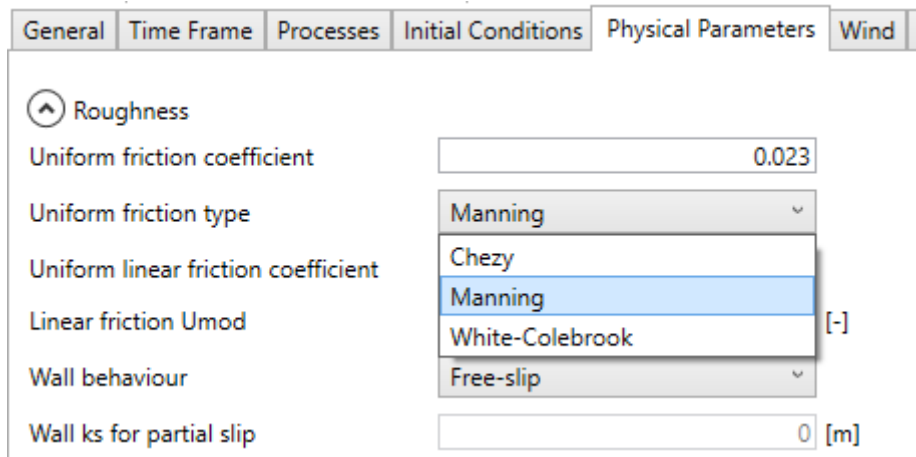 General Time Frame Processes Initial Conditions Physical Parameters Wind
Roughness
Uniform friction coefficient 0.023
Uniform friction type Manning
Chezy
Uniform linear friction coefficient
Manning
Linear friction Umod [-]
White-Colebrook
Wall behaviour Free-slip
Wall ks for partial slip 0 [m]